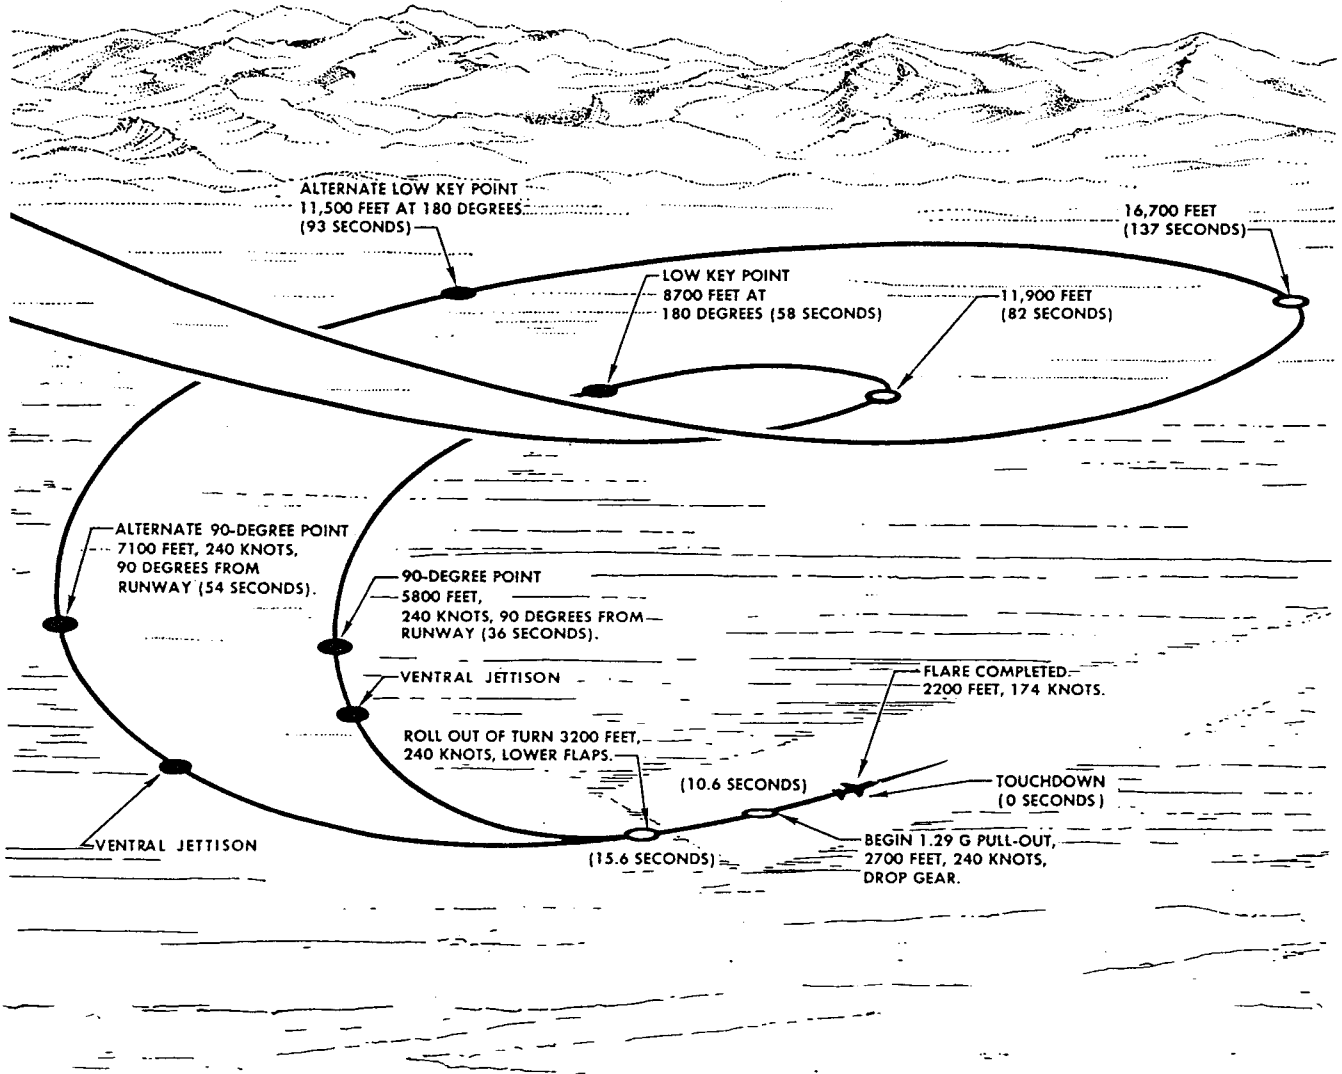 ALTERNATE LOW KEY POINT
11,500 FEET AT 180 DEGREES
(93 SECONDS)
16,700 FEET
(137 SECONDS)
LOW KEY POINT
8700 FEET AT
180 DEGREES (58 SECONDS)
11,900 FEET
(82 SECONDS)
ALTERNATE 90-DEGREE POINT
7100 FEET, 240 KNOTS,
90 DEGREES FROM
RUNWAY (54 SECONDS).
90-DEGREE POINT
5800 FEET,
240 KNOTS, 90 DEGREES FROM
RUNWAY (36 SECONDS).
VENTRAL JETTISON
FLARE COMPLETED.
2200 FEET, 174 KNOTS.
ROLL OUT OF TURN 3200 FEET,
240 KNOTS, LOWER FLAPS.
(10.6 SECONDS)
TOUCHDOWN
(0 SECONDS)
VENTRAL JETTISON
(15.6 SECONDS)
BEGIN 1.29 G PULL-OUT,
2700 FEET, 240 KNOTS,
DROP GEAR.